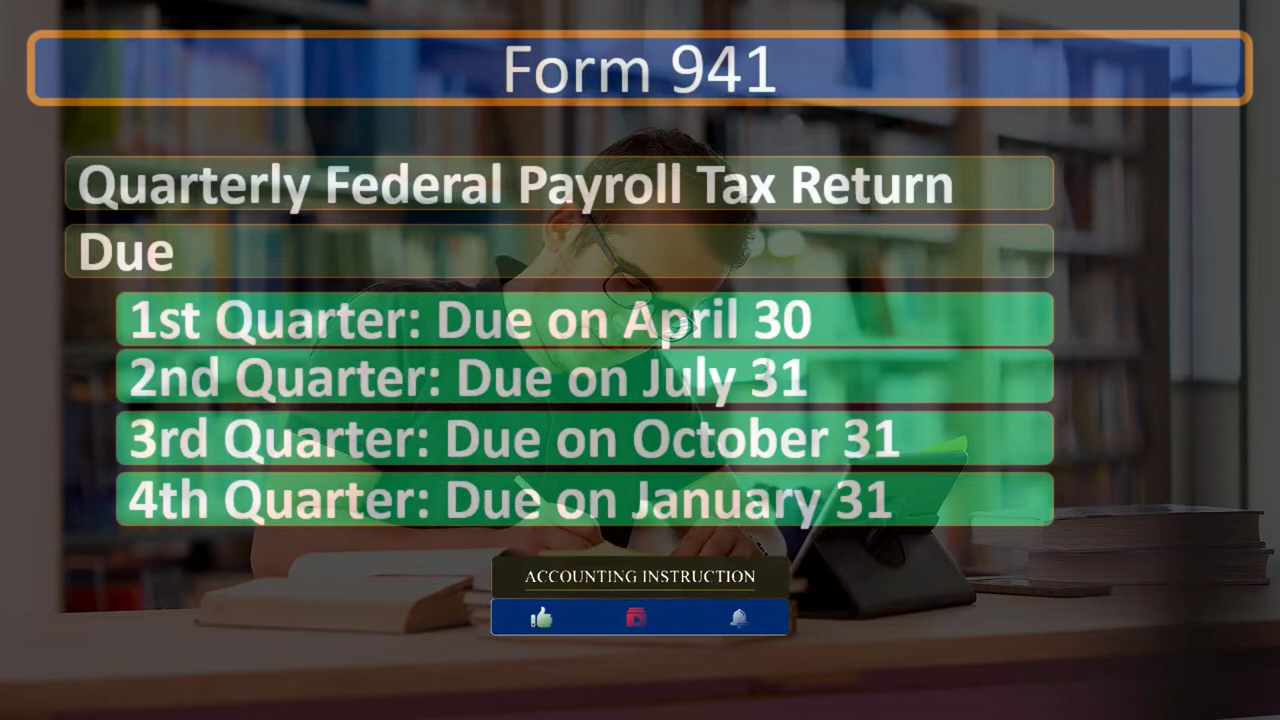 Form 941
Quarterly Federal Payroll Tax Return
Due
1st Quarter: Due on April 30
2nd Quarter: Due on July 31
3rd Quarter: Due on October 31
4th Quarter: Due on January 31
ACCOUNTING INSTRUCTION